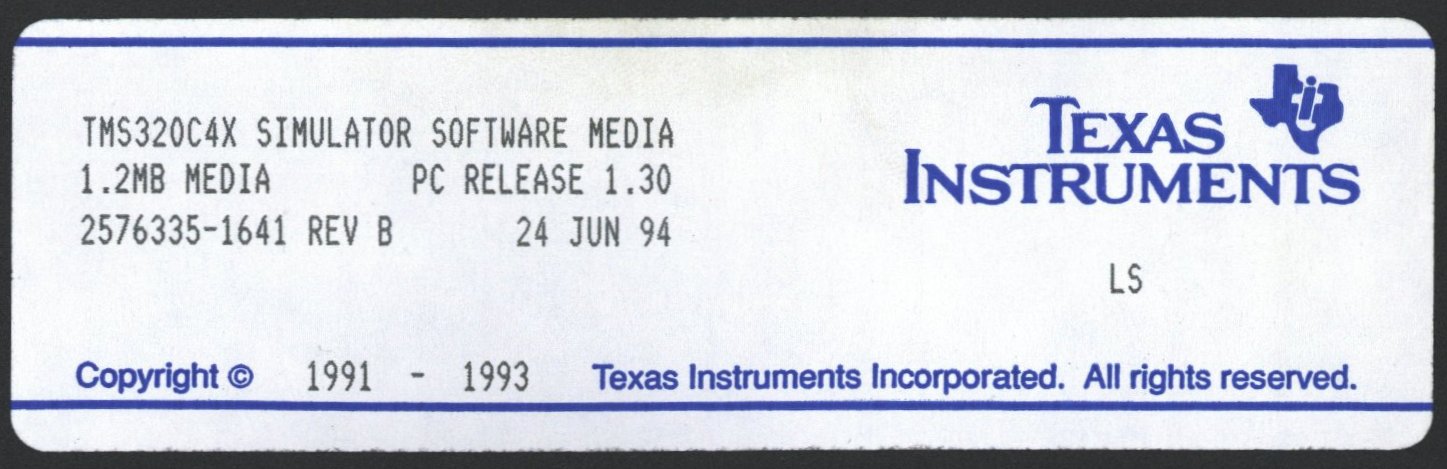 TMS320C4X SIMULATOR SOFTWARE MEDIA
1.2MB MEDIA PC RELEASE 1.30
2576335-1641 REV B 24 JUN 94
TEXAS
INSTRUMENTS
LS
Copyright © 1991 - 1993 Texas Instruments Incorporated. All rights reserved.